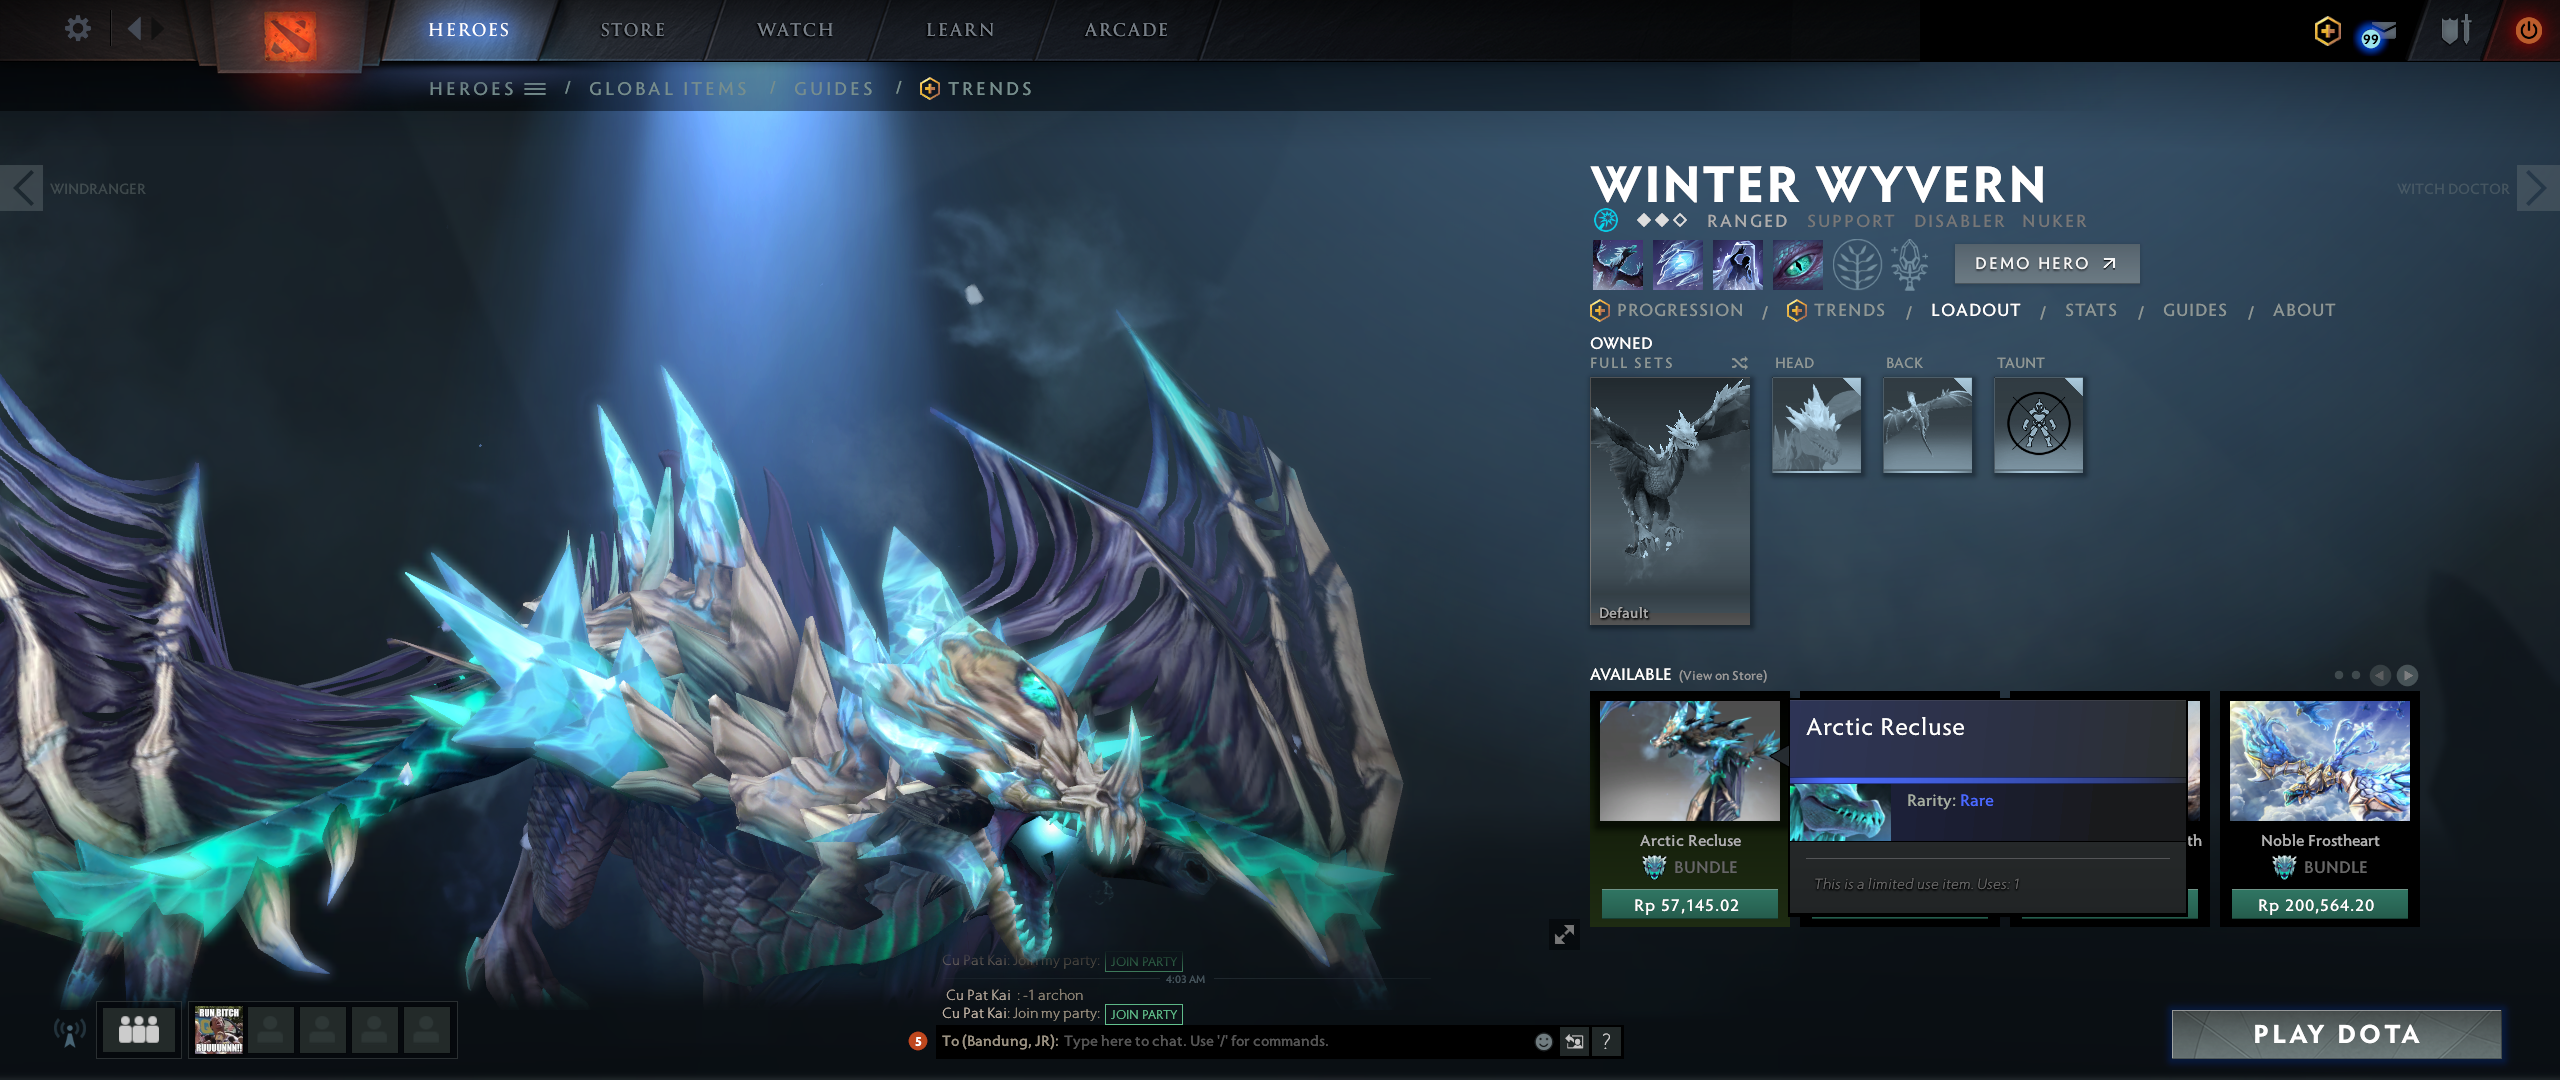 HEROES
STORE
WATCH
LEARN
ARCADE
99
HEROES / GLOBAL ITEMS / GUIDES / TRENDS
WINDRANGER
WITCH DOCTOR
WINTER WYVERN
RANGED SUPPORT DISABLER NUKER
DEMO HERO
PROGRESSION / TRENDS / LOADOUT / STATS / GUIDES / ABOUT
OWNED
FULL SETS
HEAD
BACK
TAUNT
Default
AVAILABLE (View on Store)
Arctic Recluse
Rarity: Rare
This is a limited use item. Uses: 1
Arctic Recluse
BUNDLE
Rp 57,145.02
th
Noble Frostheart
BUNDLE
Rp 200,564.20
Cu Pat Kai: Join my party: JOIN PARTY
4:03 AM
Cu Pat Kai : -1 archon
Cu Pat Kai: Join my party: JOIN PARTY
5
To (Bandung, JR): Type here to chat. Use '/' for commands.
?
RUN BITCH
RUUUUNNN!!
PLAY DOTA